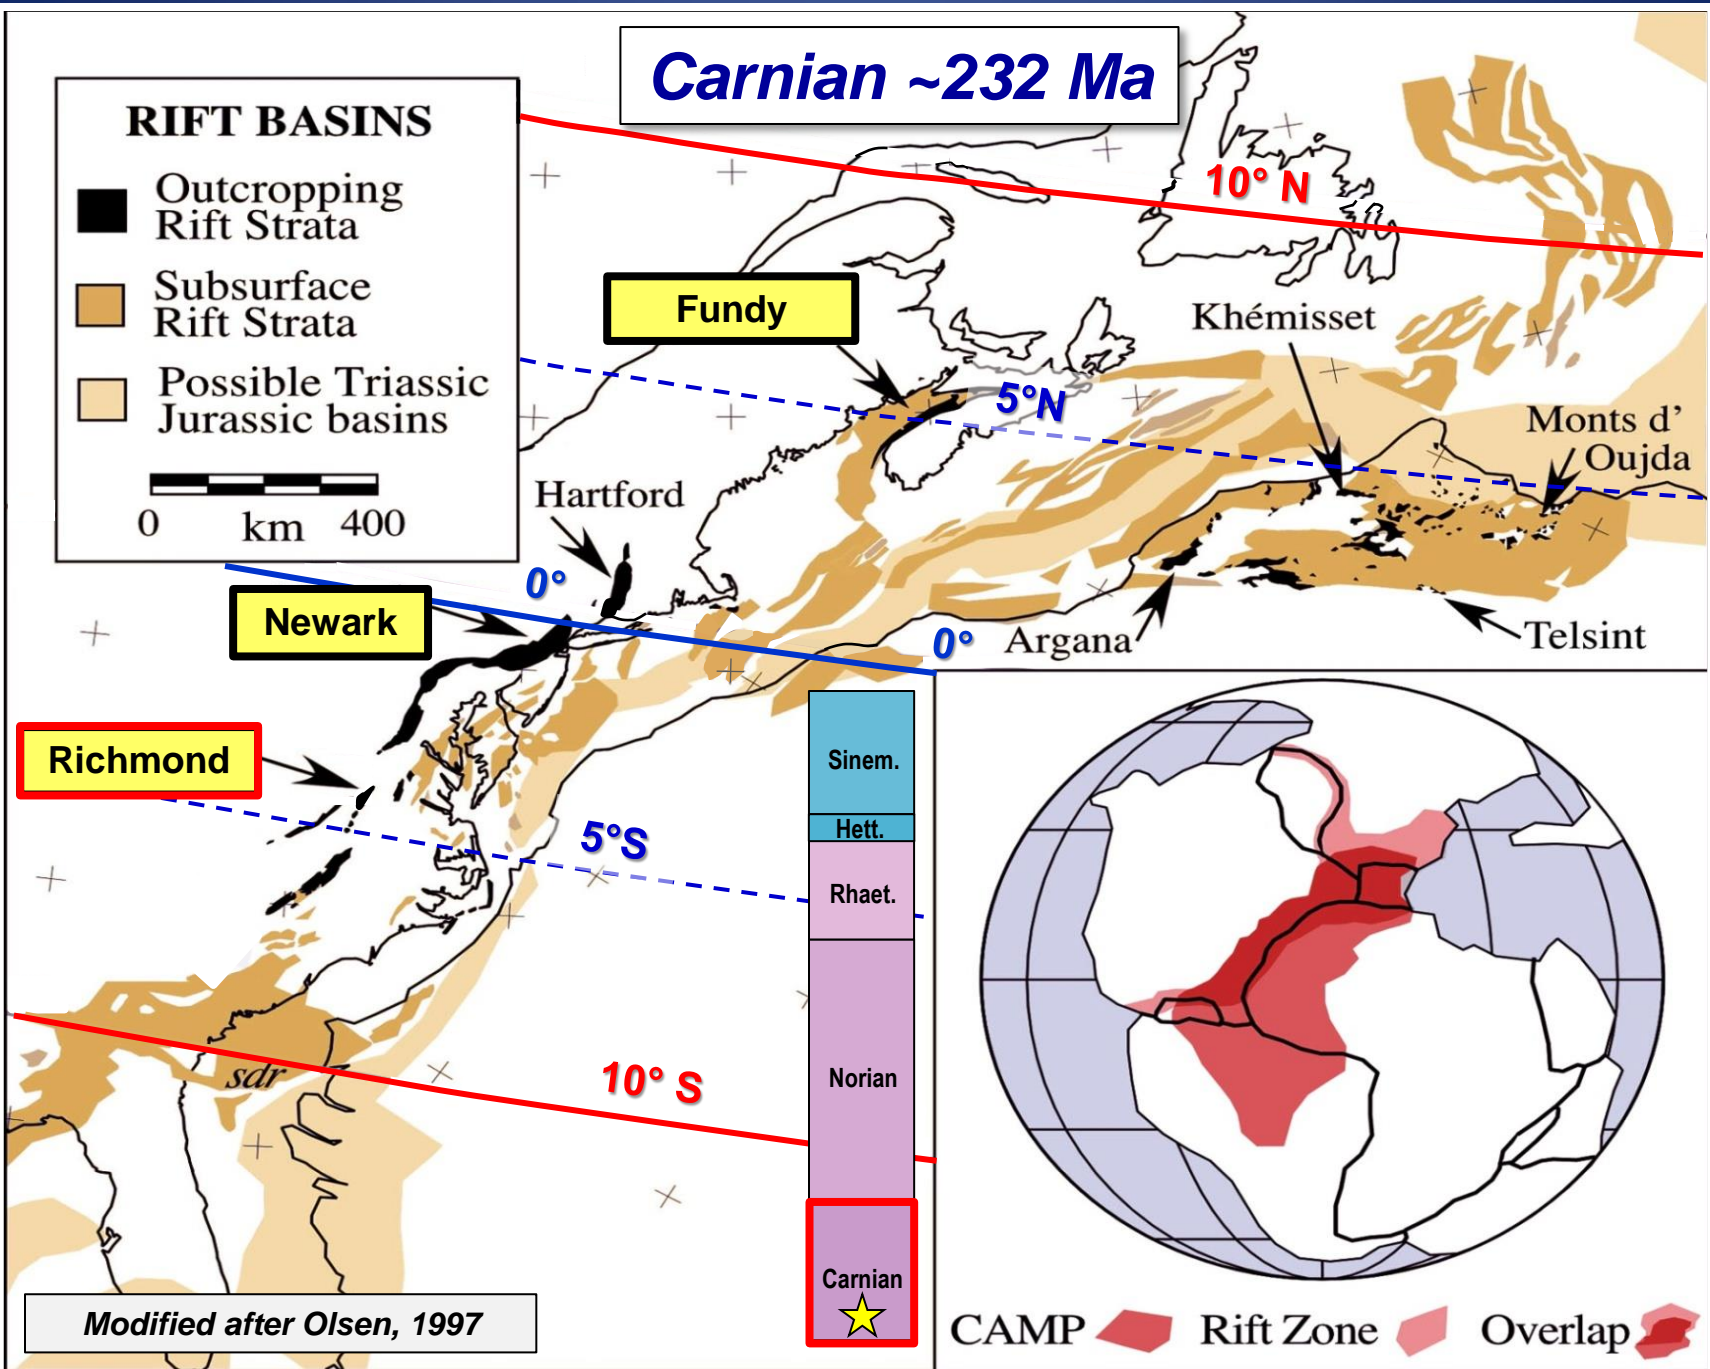 Carnian ~232 Ma
RIFT BASINS
Outcropping
Rift Strata
Subsurface
Rift Strata
Possible Triassic
Jurassic basins
0 km 400
10° N
Fundy
Khémisset
5°N
Monts d'
Oujda
Hartford
0°
Newark
0°
Argana
Telsint
Richmond
5°S
Sinem.
Hett.
Rhaet.
Norian
Carnian
sdr
10° S
Modified after Olsen, 1997
CAMP
Rift Zone
Overlap